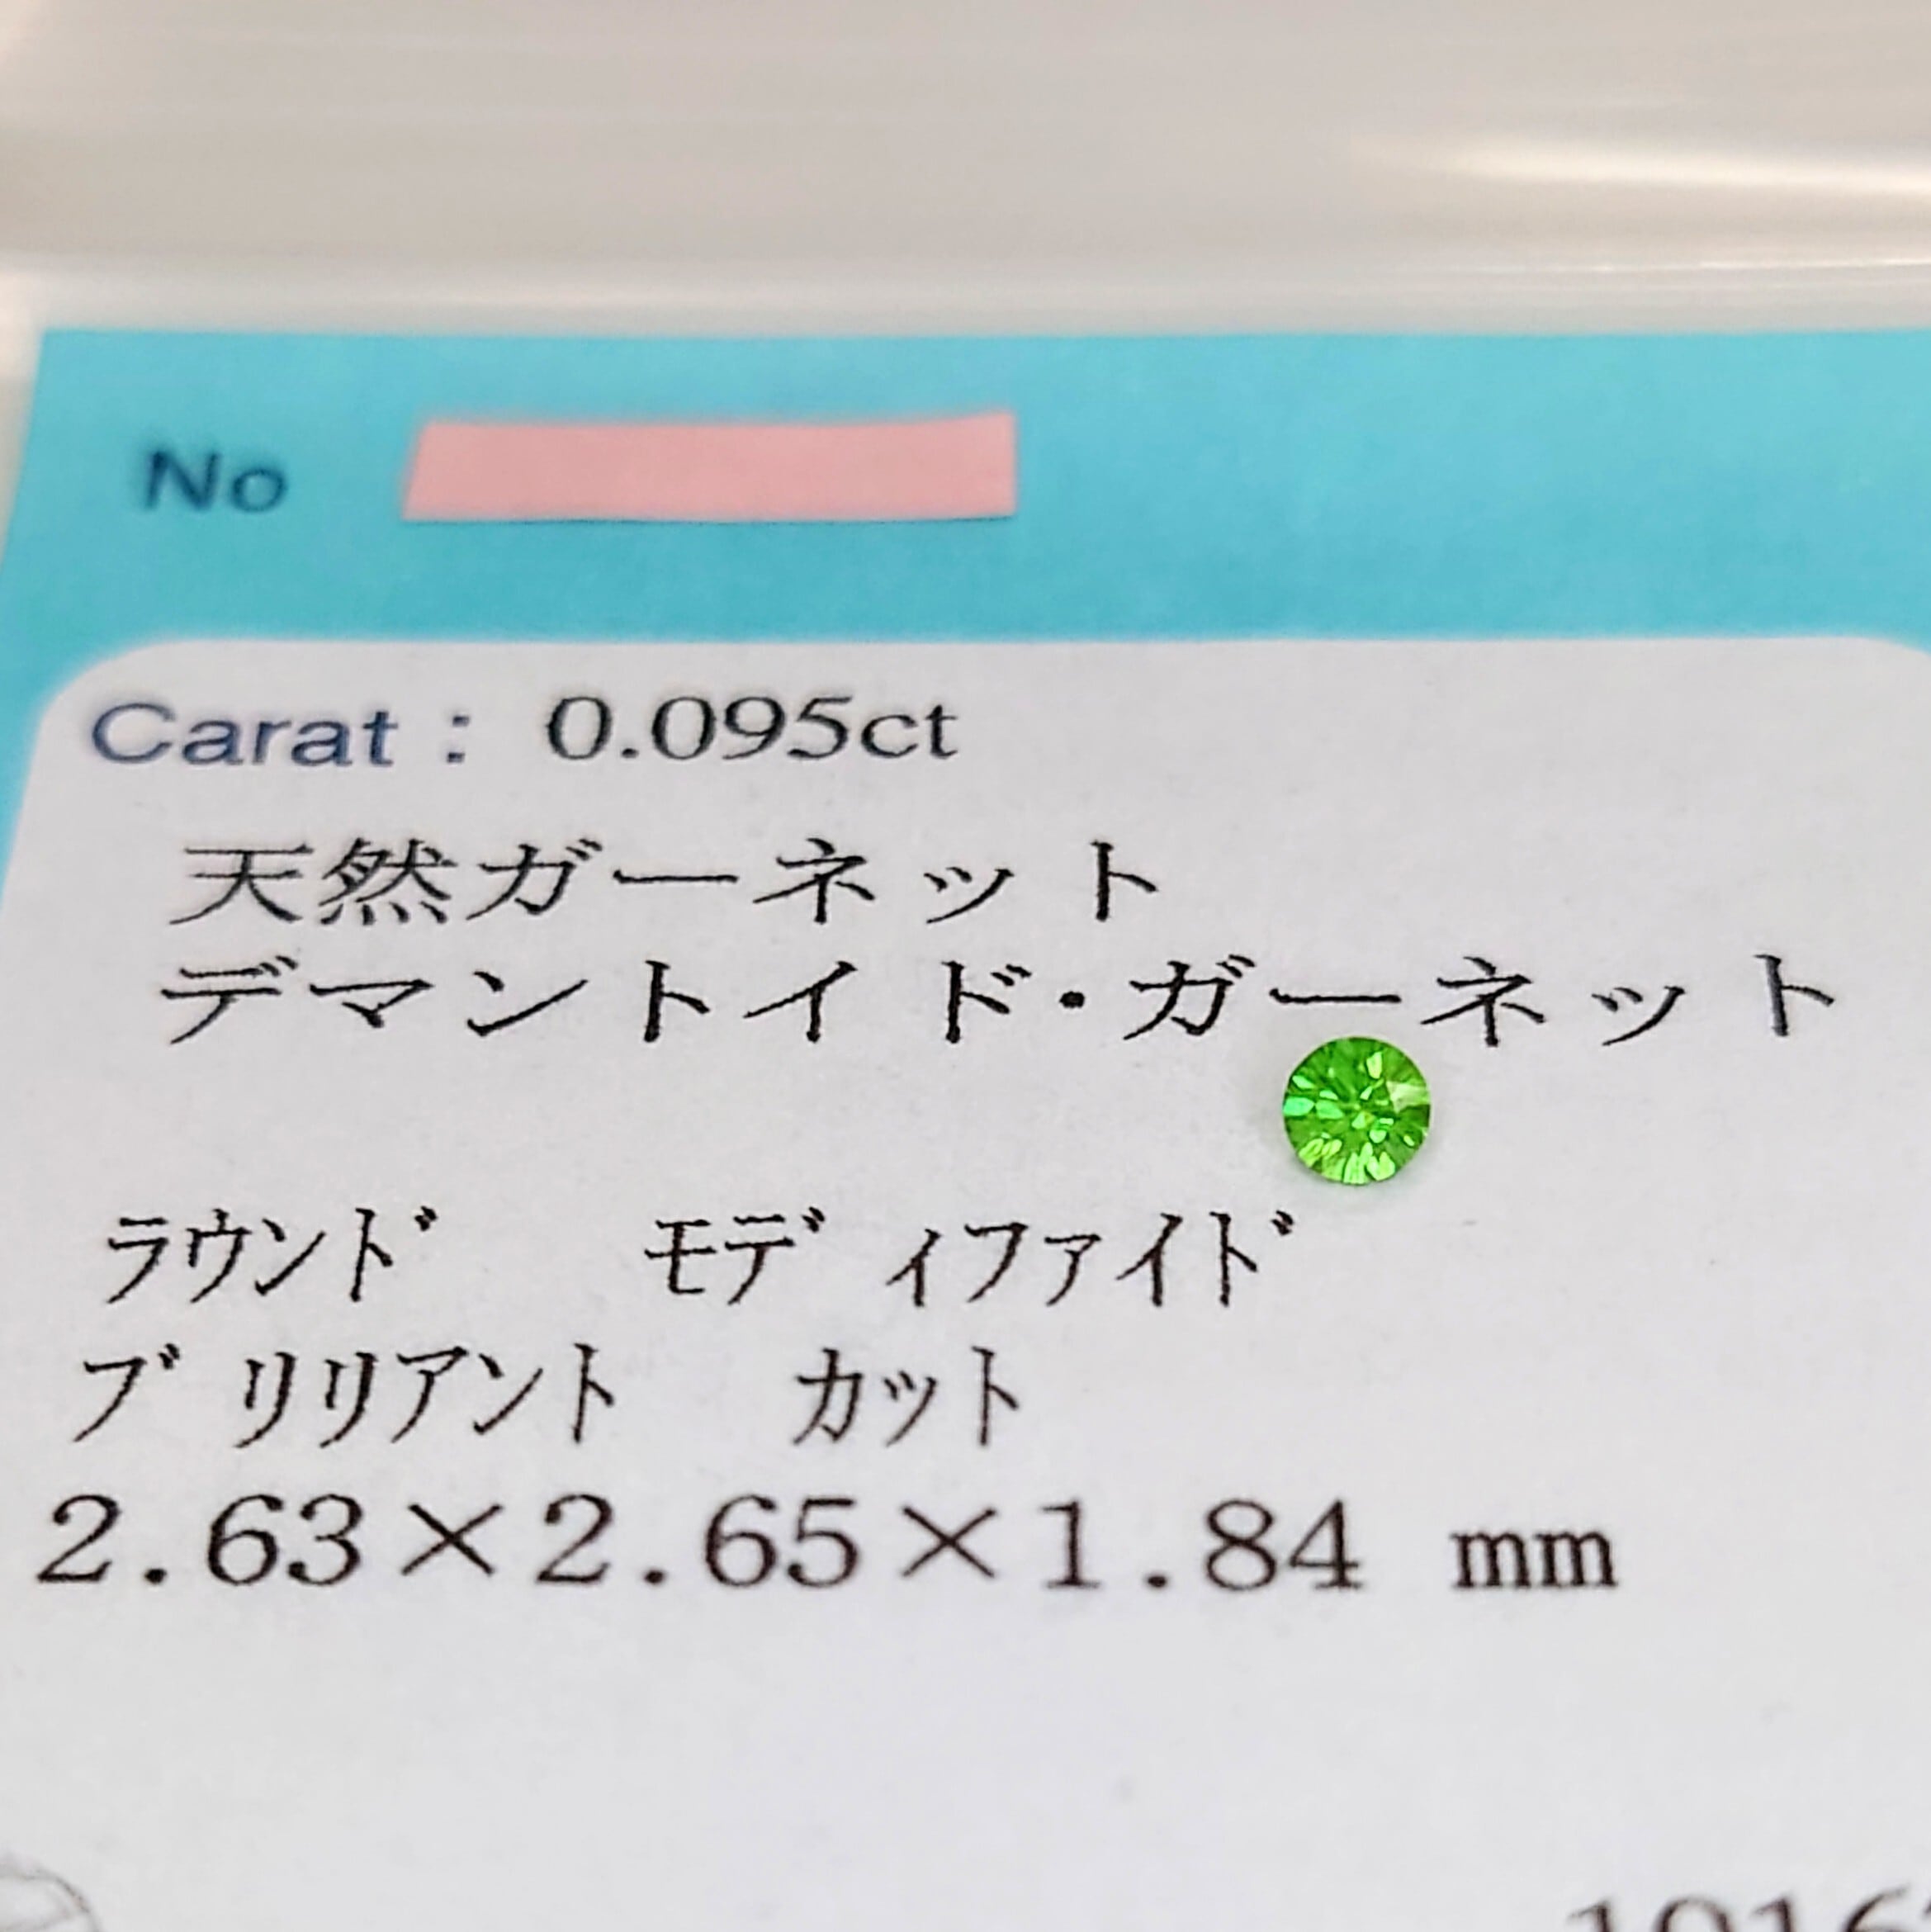 No
Carat : 0.095ct
天然ガーネット
デマントイド・ガーネット
ﾗｳﾝﾄﾞ ﾓﾃﾞｨﾌｧｲﾄﾞ
ﾌﾞﾘﾘｱﾝﾄ ｶｯﾄ
2.63×2.65×1.84 mm